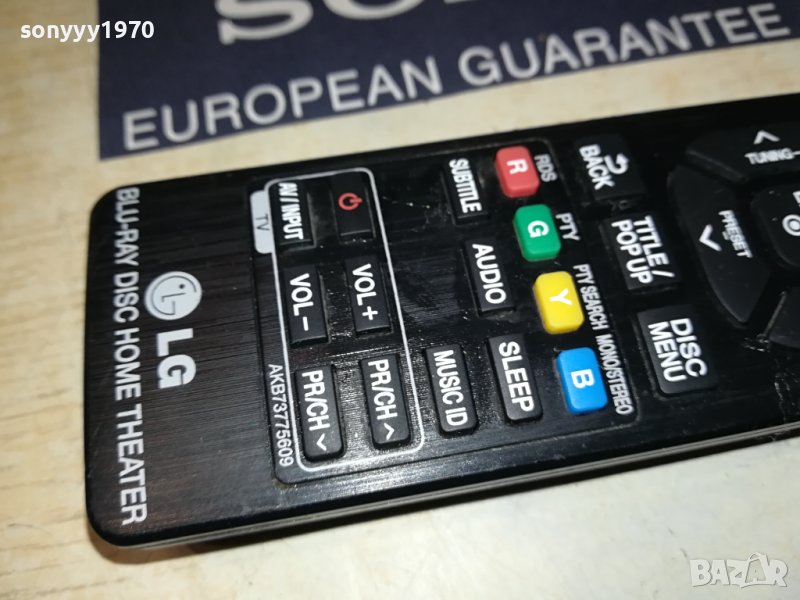 sonyyy1970
EUROPEAN GUARANTEE
BLU-RAY DISC HOME THEATER
LG
TV
AV / INPUT
VOL−
VOL+
PR/CH ∨
PR/CH ∧
AKB73775609
SUBTITLE
AUDIO
MUSIC ID
SLEEP
R
G
Y
B
RDS
PTY
PTY SEARCH
MONO/STEREO
BACK
TITLE /
POP UP
DISC
MENU
PRESET
TUNING−
BAZAR